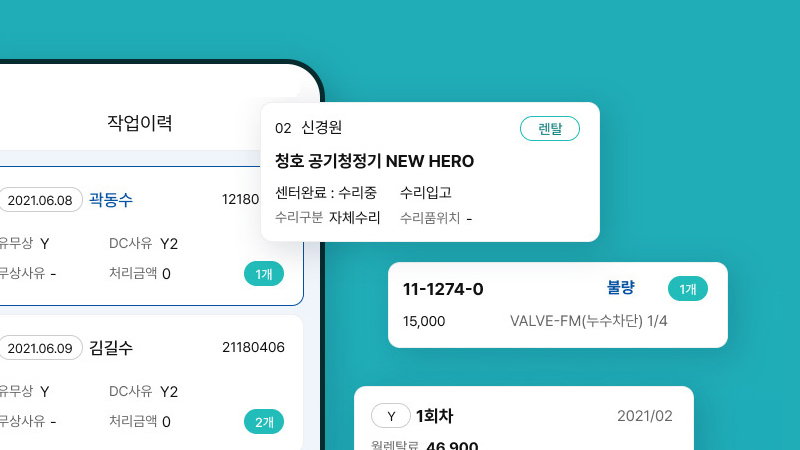 작업이력
2021.06.08 곽동수 12180
유무상 Y DC사유 Y2
무상사유 - 처리금액 0 1개
2021.06.09 김길수 21180406
유무상 Y DC사유 Y2
무상사유 - 처리금액 0 2개
02 신경원 렌탈
청호 공기청정기 NEW HERO
센터완료 : 수리중 수리입고
수리구분 자체수리 수리품위치 -
11-1274-0 불량 1개
15,000 VALVE-FM(누수차단) 1/4
Y 1회차 2021/02
월렌탈료 46,900